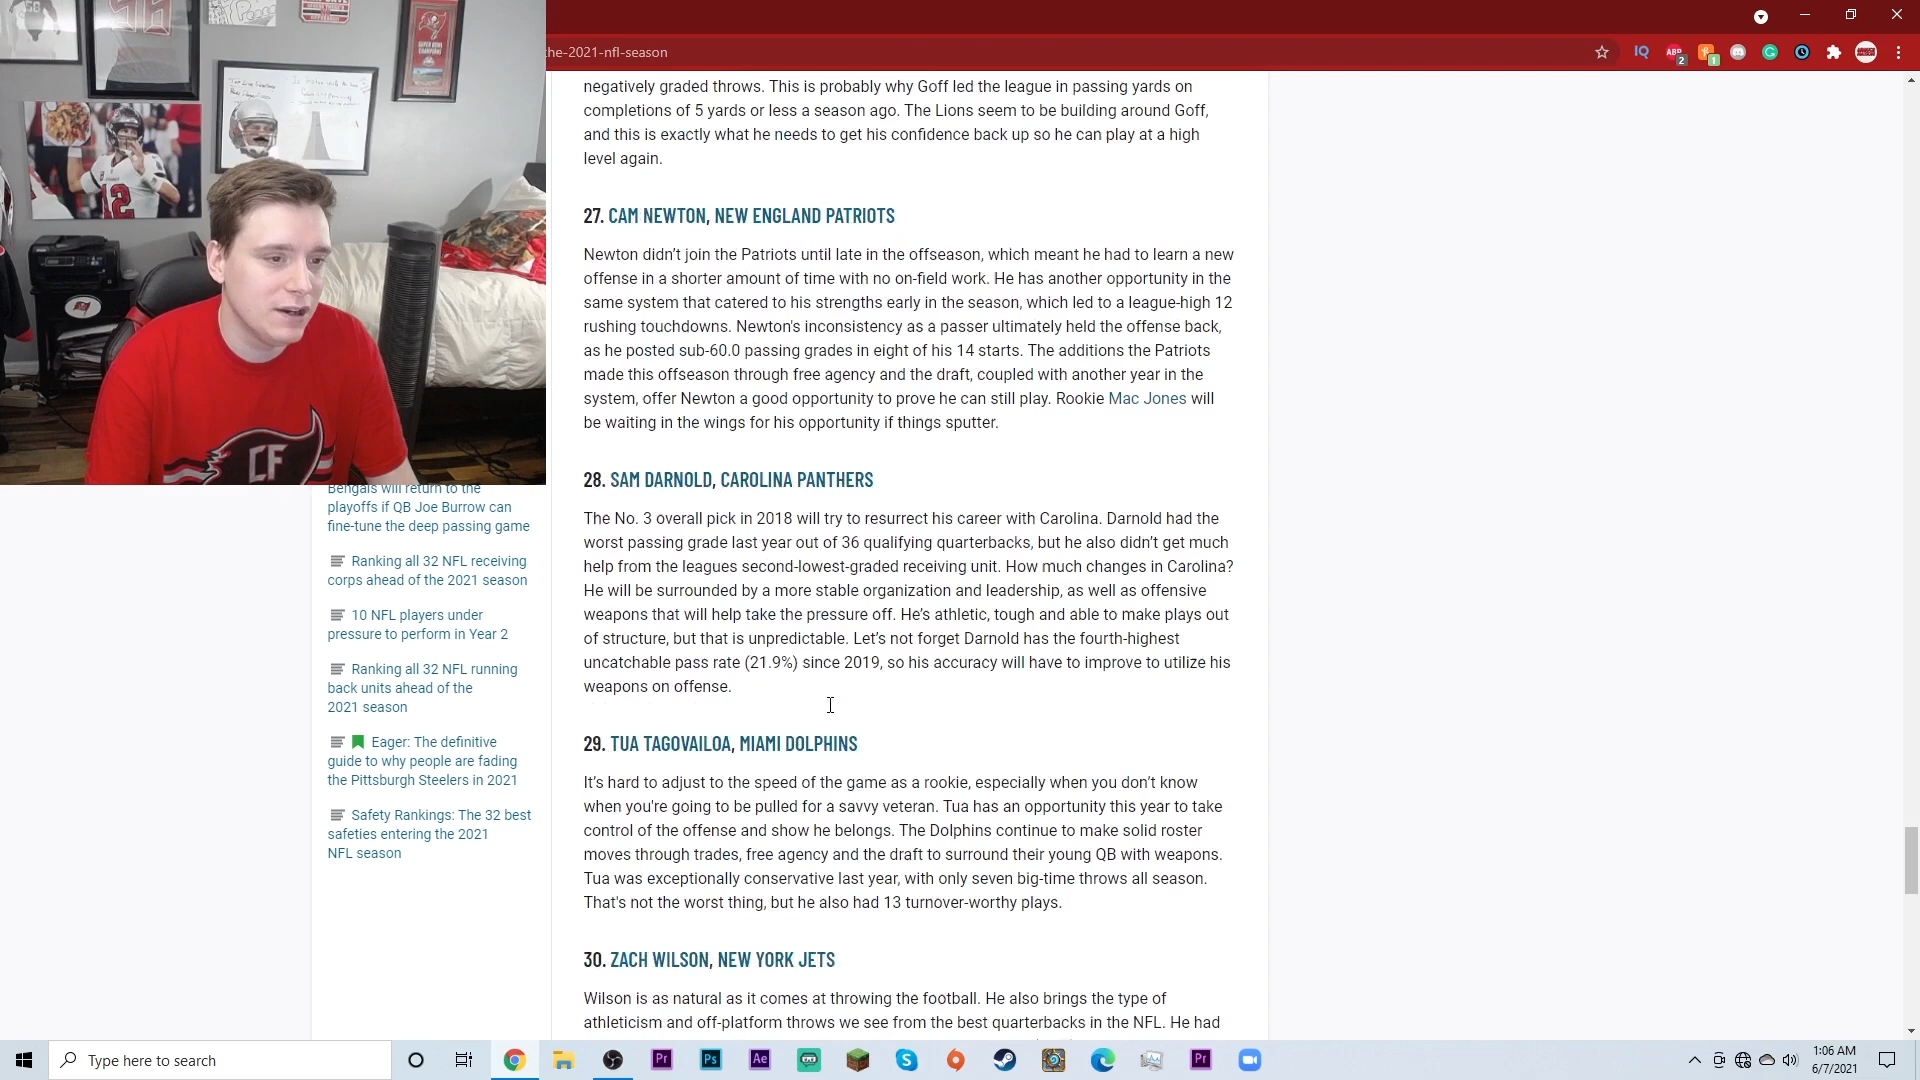 he-2021-nfl-season
negatively graded throws. This is probably why Goff led the league in passing yards on
completions of 5 yards or less a season ago. The Lions seem to be building around Goff,
and this is exactly what he needs to get his confidence back up so he can play at a high
level again.
27. CAM NEWTON, NEW ENGLAND PATRIOTS
Newton didn’t join the Patriots until late in the offseason, which meant he had to learn a new
offense in a shorter amount of time with no on-field work. He has another opportunity in the
same system that catered to his strengths early in the season, which led to a league-high 12
rushing touchdowns. Newton's inconsistency as a passer ultimately held the offense back,
as he posted sub-60.0 passing grades in eight of his 14 starts. The additions the Patriots
made this offseason through free agency and the draft, coupled with another year in the
system, offer Newton a good opportunity to prove he can still play. Rookie Mac Jones will
be waiting in the wings for his opportunity if things sputter.
28. SAM DARNOLD, CAROLINA PANTHERS
The No. 3 overall pick in 2018 will try to resurrect his career with Carolina. Darnold had the
worst passing grade last year out of 36 qualifying quarterbacks, but he also didn’t get much
help from the leagues second-lowest-graded receiving unit. How much changes in Carolina?
He will be surrounded by a more stable organization and leadership, as well as offensive
weapons that will help take the pressure off. He’s athletic, tough and able to make plays out
of structure, but that is unpredictable. Let’s not forget Darnold has the fourth-highest
uncatchable pass rate (21.9%) since 2019, so his accuracy will have to improve to utilize his
weapons on offense.
29. TUA TAGOVAILOA, MIAMI DOLPHINS
It’s hard to adjust to the speed of the game as a rookie, especially when you don’t know
when you're going to be pulled for a savvy veteran. Tua has an opportunity this year to take
control of the offense and show he belongs. The Dolphins continue to make solid roster
moves through trades, free agency and the draft to surround their young QB with weapons.
Tua was exceptionally conservative last year, with only seven big-time throws all season.
That's not the worst thing, but he also had 13 turnover-worthy plays.
30. ZACH WILSON, NEW YORK JETS
Wilson is as natural as it comes at throwing the football. He also brings the type of
athleticism and off-platform throws we see from the best quarterbacks in the NFL. He had
Bengals will return to the
playoffs if QB Joe Burrow can
fine-tune the deep passing game
Ranking all 32 NFL receiving
corps ahead of the 2021 season
10 NFL players under
pressure to perform in Year 2
Ranking all 32 NFL running
back units ahead of the
2021 season
Eager: The definitive
guide to why people are fading
the Pittsburgh Steelers in 2021
Safety Rankings: The 32 best
safeties entering the 2021
NFL season
12
CF
IQ
ABP
2
1
Type here to search
Pr
Ps
Ae
Pr
1:06 AM
6/7/2021